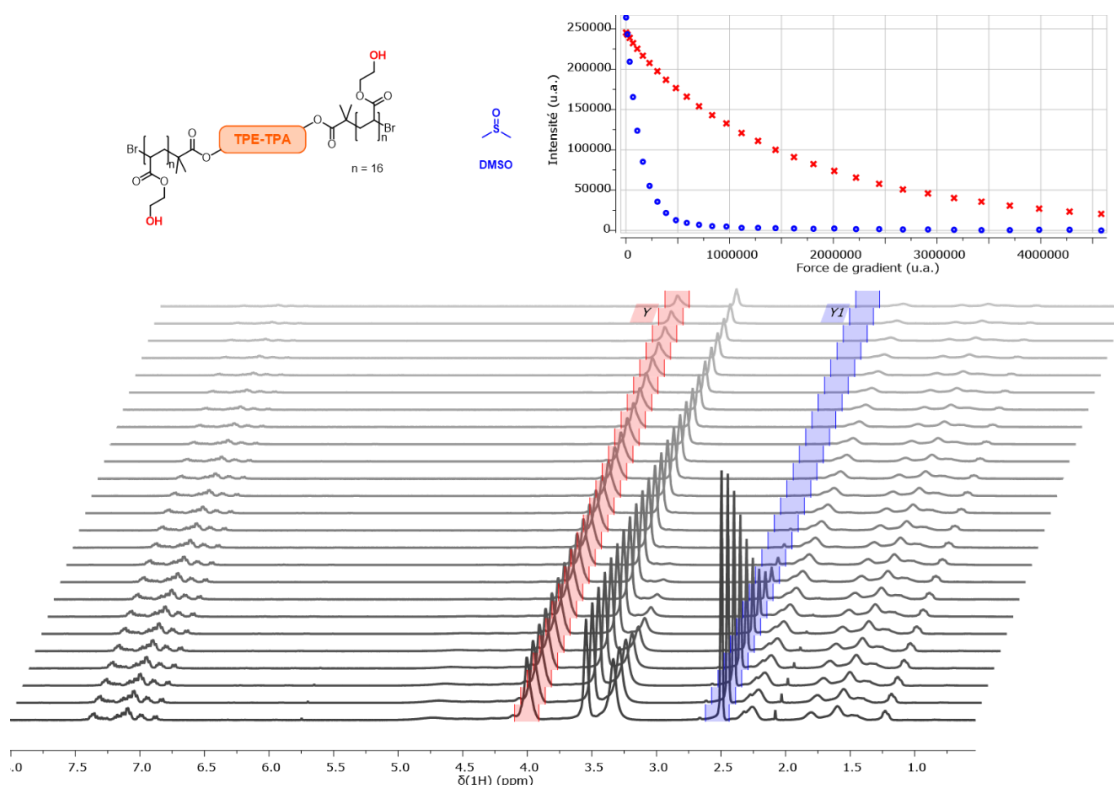 OH
O
O
Br
n
O
O
TPE-TPA
O
O
Br
n
O
O
OH
n = 16
O
S
DMSO
Intensité (u.a.)
250000
200000
150000
100000
50000
0
0
1000000
2000000
3000000
4000000
Force de gradient (u.a.)
Y
Y1
.0
7.5
7.0
6.5
6.0
5.5
5.0
4.5
4.0
3.5
3.0
2.5
2.0
1.5
1.0
δ(1H) (ppm)